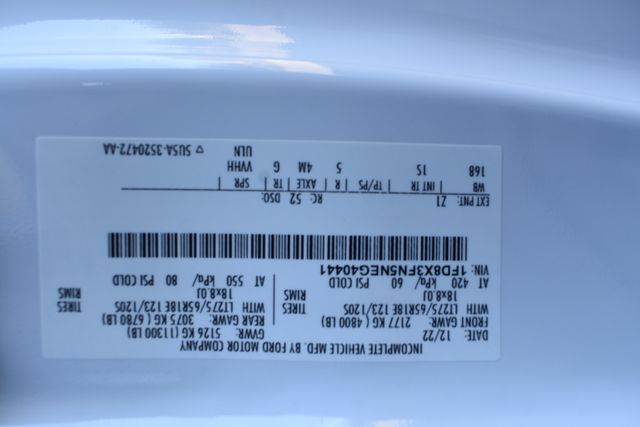 INCOMPLETE VEHICLE MFD. BY FORD MOTOR COMPANY
DATE: 12/22 GVWR: 5126 KG (11300 LB)
FRONT GAWR: 2177 KG (4800 LB) REAR GAWR: 3075 KG (6780 LB)
WITH LT275/65R18E 123/120S TIRES WITH LT275/65R18E 123/120S TIRES
18x8.0J RIMS 18x8.0J RIMS
AT 420 kPa/ 60 PSI COLD AT 550 kPa/ 80 PSI COLD
VIN: 1FD8X3FN5NEG40441
EXT PNT: Z1 RC: 52 DSO:
WB INT TR TP/PS R AXLE TR SPR
168 1S 5 4M G VVHH
ULN ▽ SU5A-3520472-AA